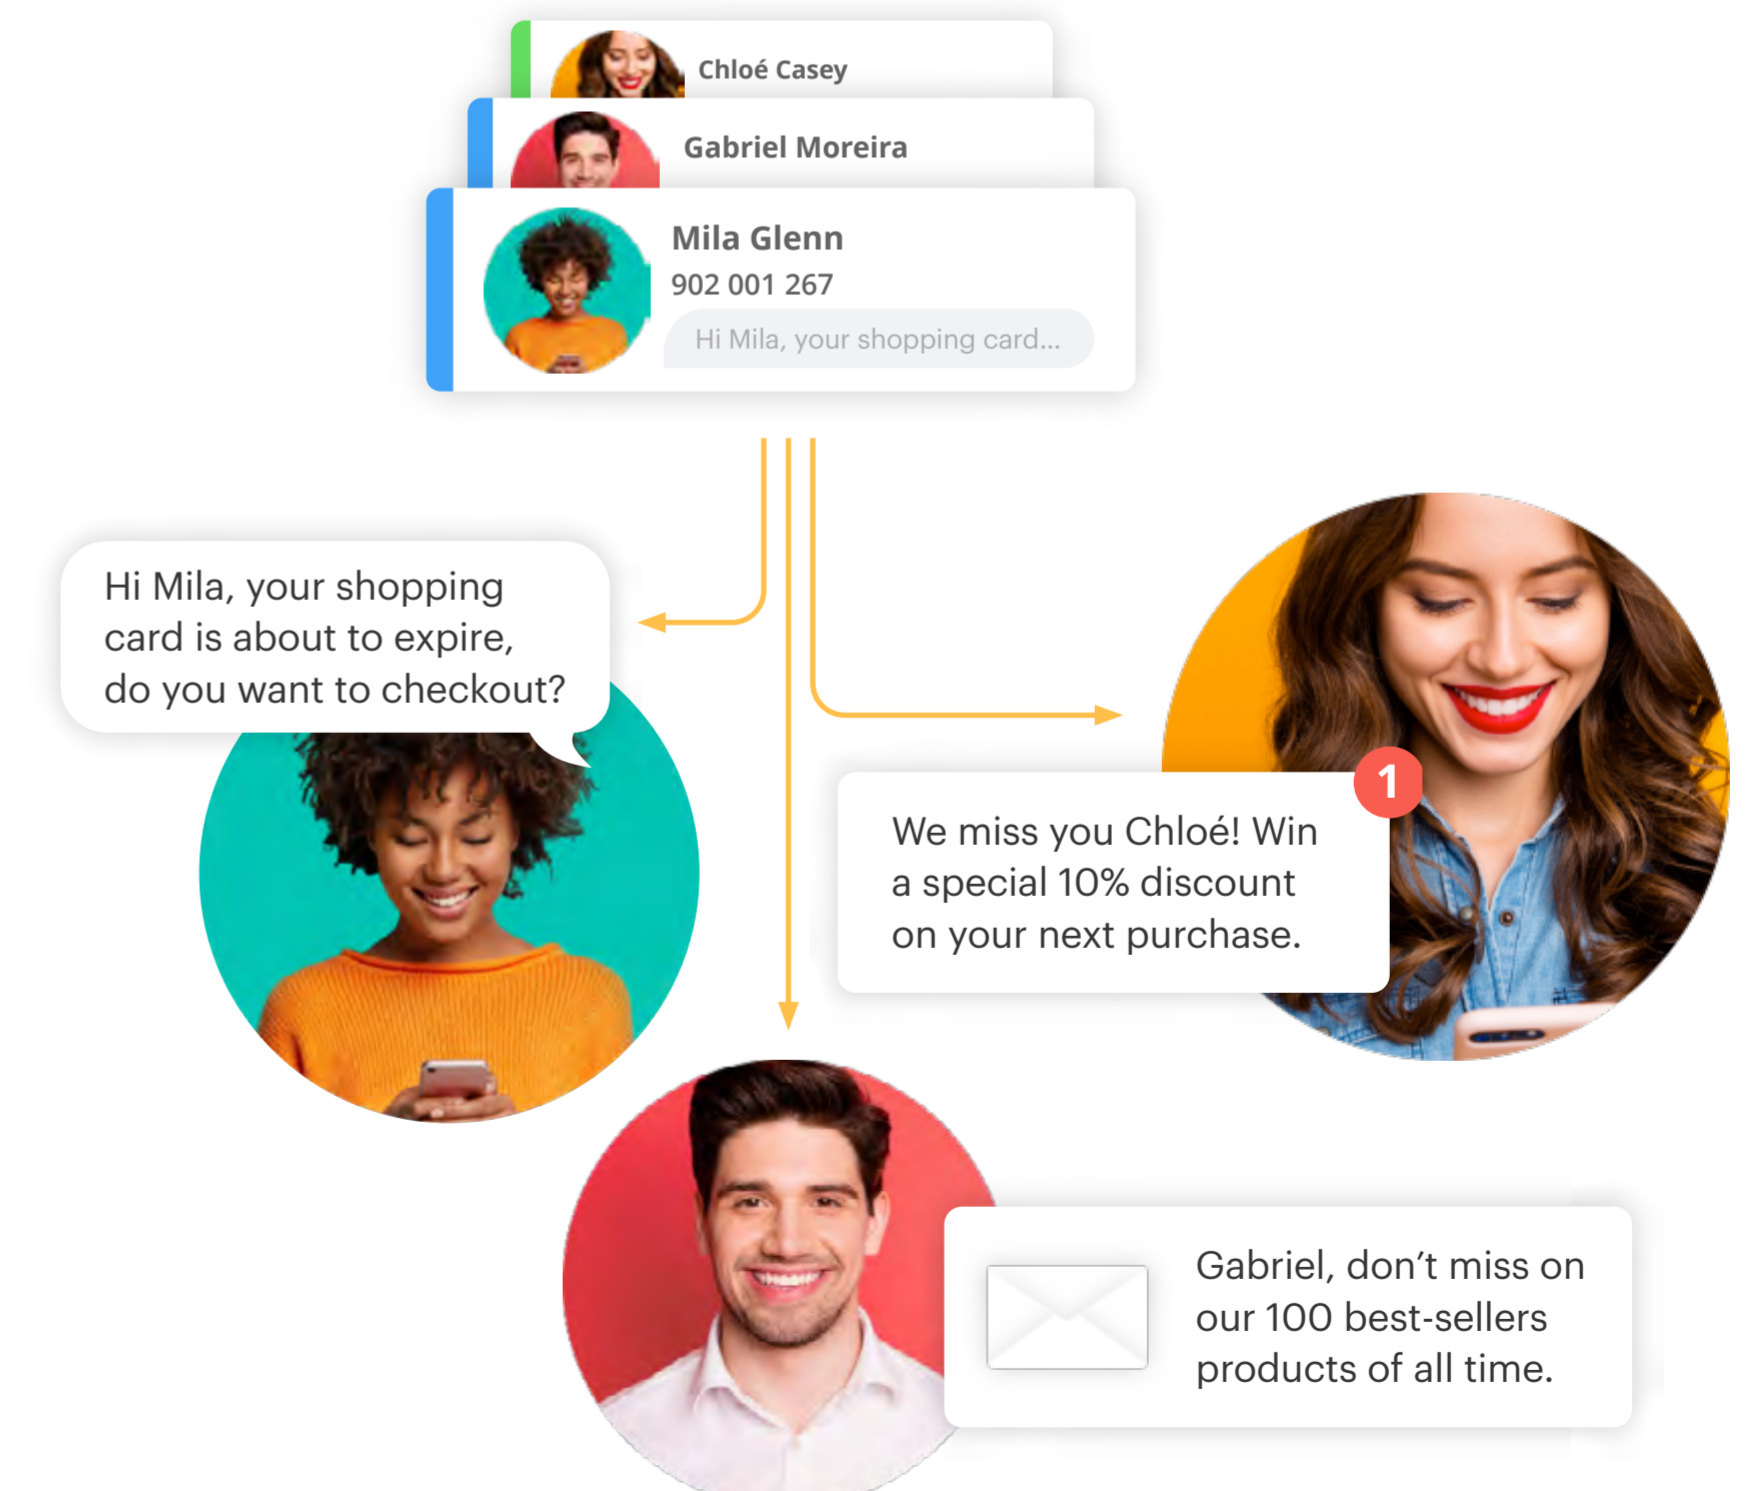 Chloé Casey
Gabriel Moreira
Mila Glenn
902 001 267
Hi Mila, your shopping card...
Hi Mila, your shopping
card is about to expire,
do you want to checkout?
1
We miss you Chloé! Win
a special 10% discount
on your next purchase.
Gabriel, don’t miss on
our 100 best-sellers
products of all time.